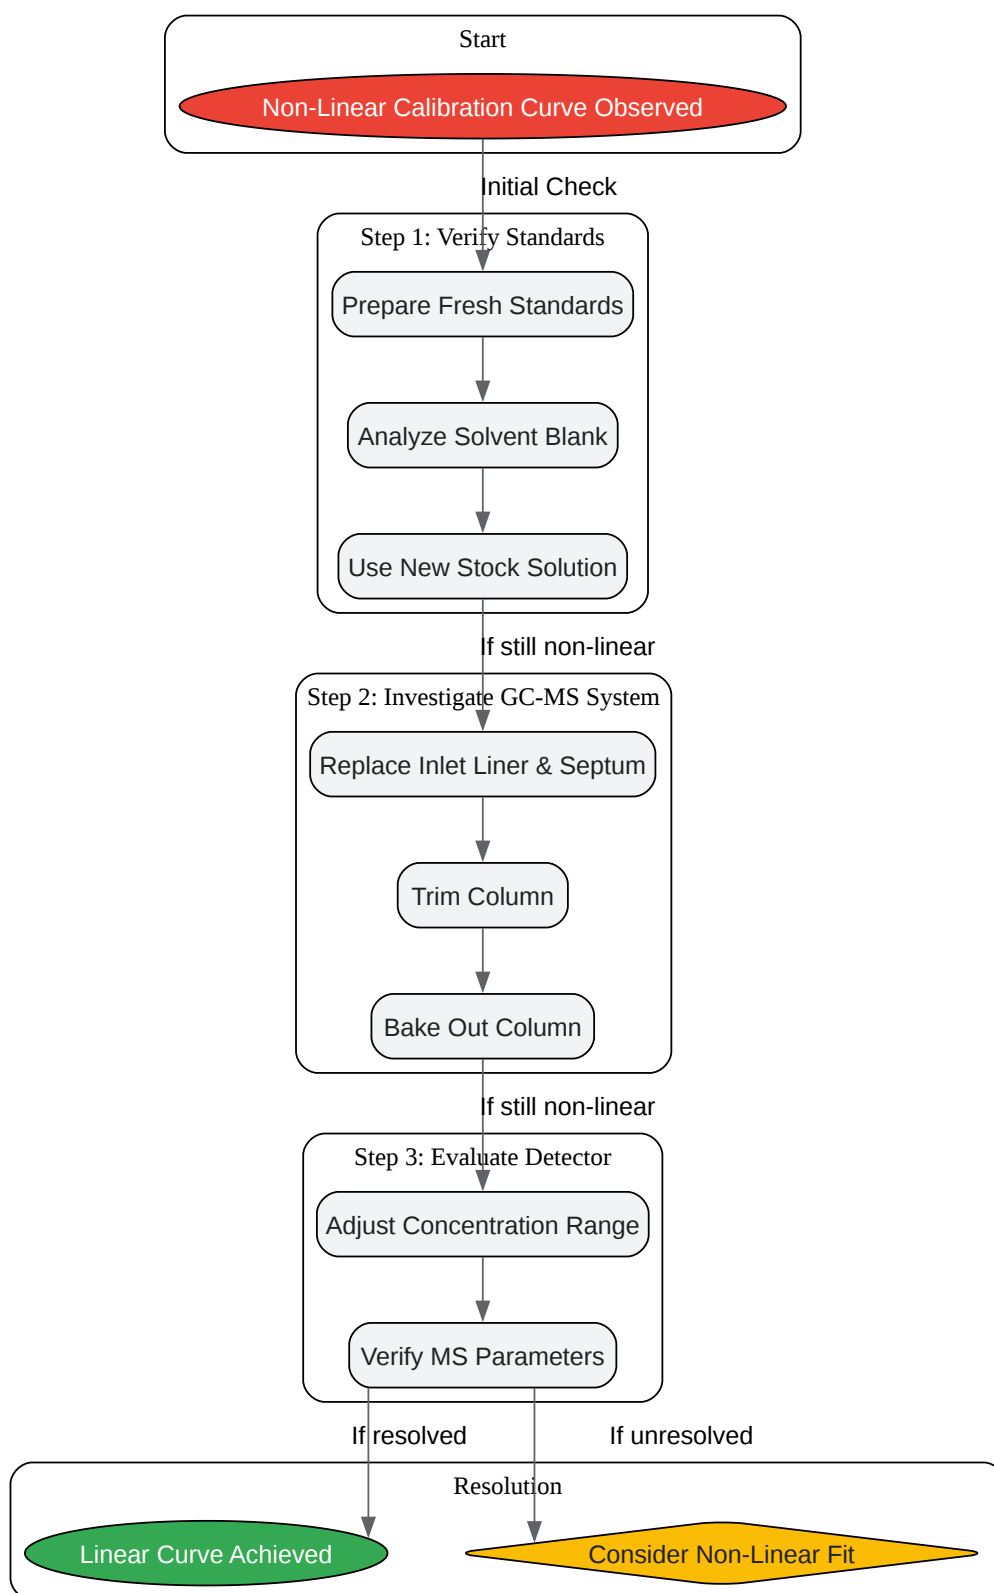 Start
Non-Linear Calibration Curve Observed
Initial Check
Step 1: Verify Standards
Prepare Fresh Standards
Analyze Solvent Blank
Use New Stock Solution
If still non-linear
Step 2: Investigate GC-MS System
Replace Inlet Liner & Septum
Trim Column
Bake Out Column
If still non-linear
Step 3: Evaluate Detector
Adjust Concentration Range
Verify MS Parameters
If resolved
If unresolved
Resolution
Linear Curve Achieved
Consider Non-Linear Fit